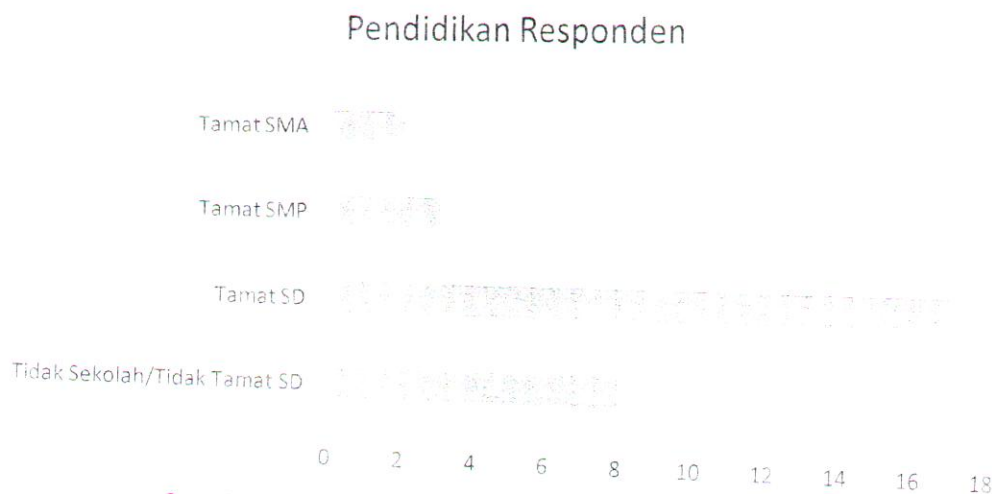 Pendidikan Responden
Tamat SMA
Tamat SMP
Tamat SD
Tidak Sekolah/Tidak Tamat SD
0 2 4 6 8 10 12 14 16 18